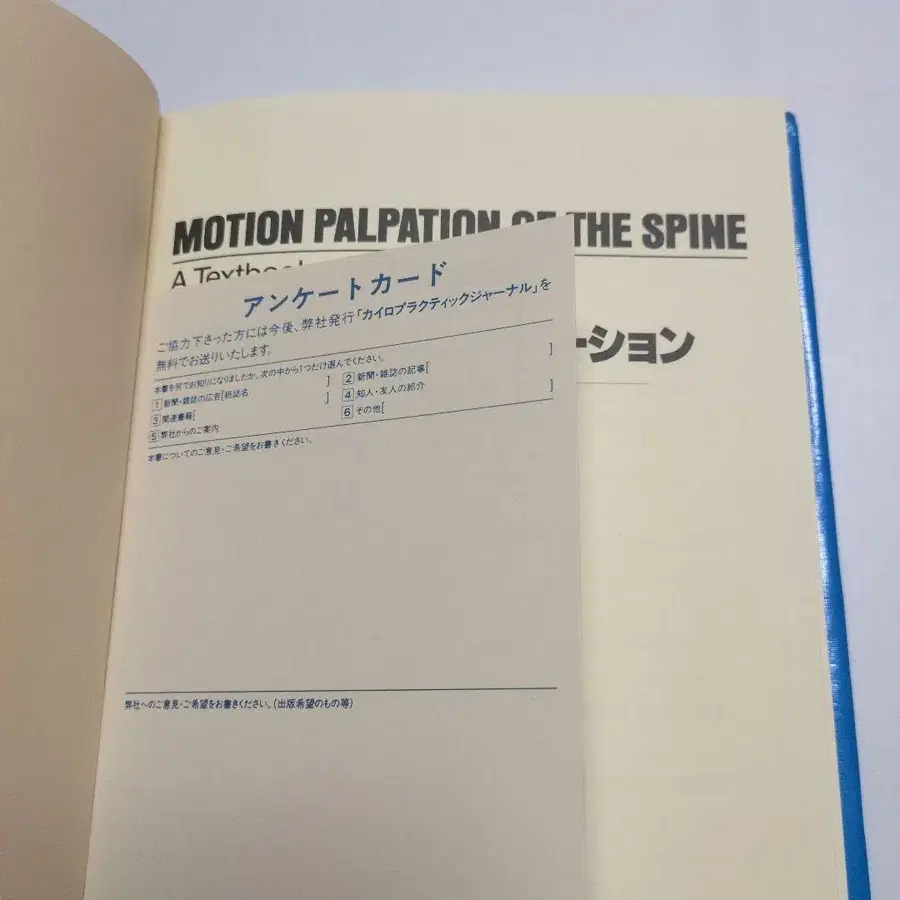 MOTION PALPATION OF THE SPINE
A Textbook
ーション
アンケートカード
ご協力下さった方には今後、弊社発行「カイロプラクティックジャーナル」を
無料でお送りいたします。
本書を何でお知りになりましたか。次の中から1つだけ選んでください。
1 新聞・雑誌の広告[紙誌名 ] 2 新聞・雑誌の記事[ ]
3 関連書籍[ ] 4 知人・友人の紹介
5 弊社からのご案内 6 その他[ ]
本書についてのご意見・ご希望をお書きください。
弊社へのご意見・ご希望をお書きください。(出版希望のもの等)